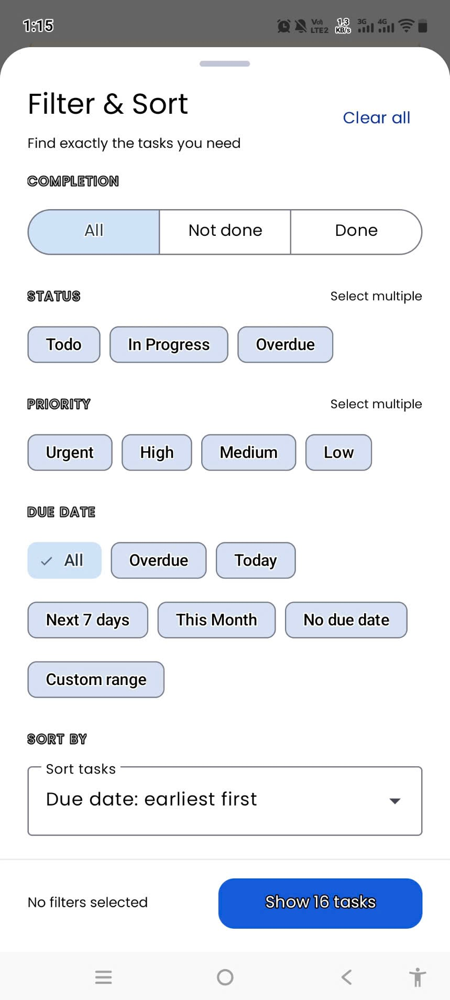 1:15
Vo) LTE2 1.3 KB/s 3G 4G
Filter & Sort
Clear all
Find exactly the tasks you need
COMPLETION
All Not done Done
STATUS Select multiple
Todo In Progress Overdue
PRIORITY Select multiple
Urgent High Medium Low
DUE DATE
All Overdue Today
Next 7 days This Month No due date
Custom range
SORT BY
Sort tasks
Due date: earliest first
No filters selected Show 16 tasks